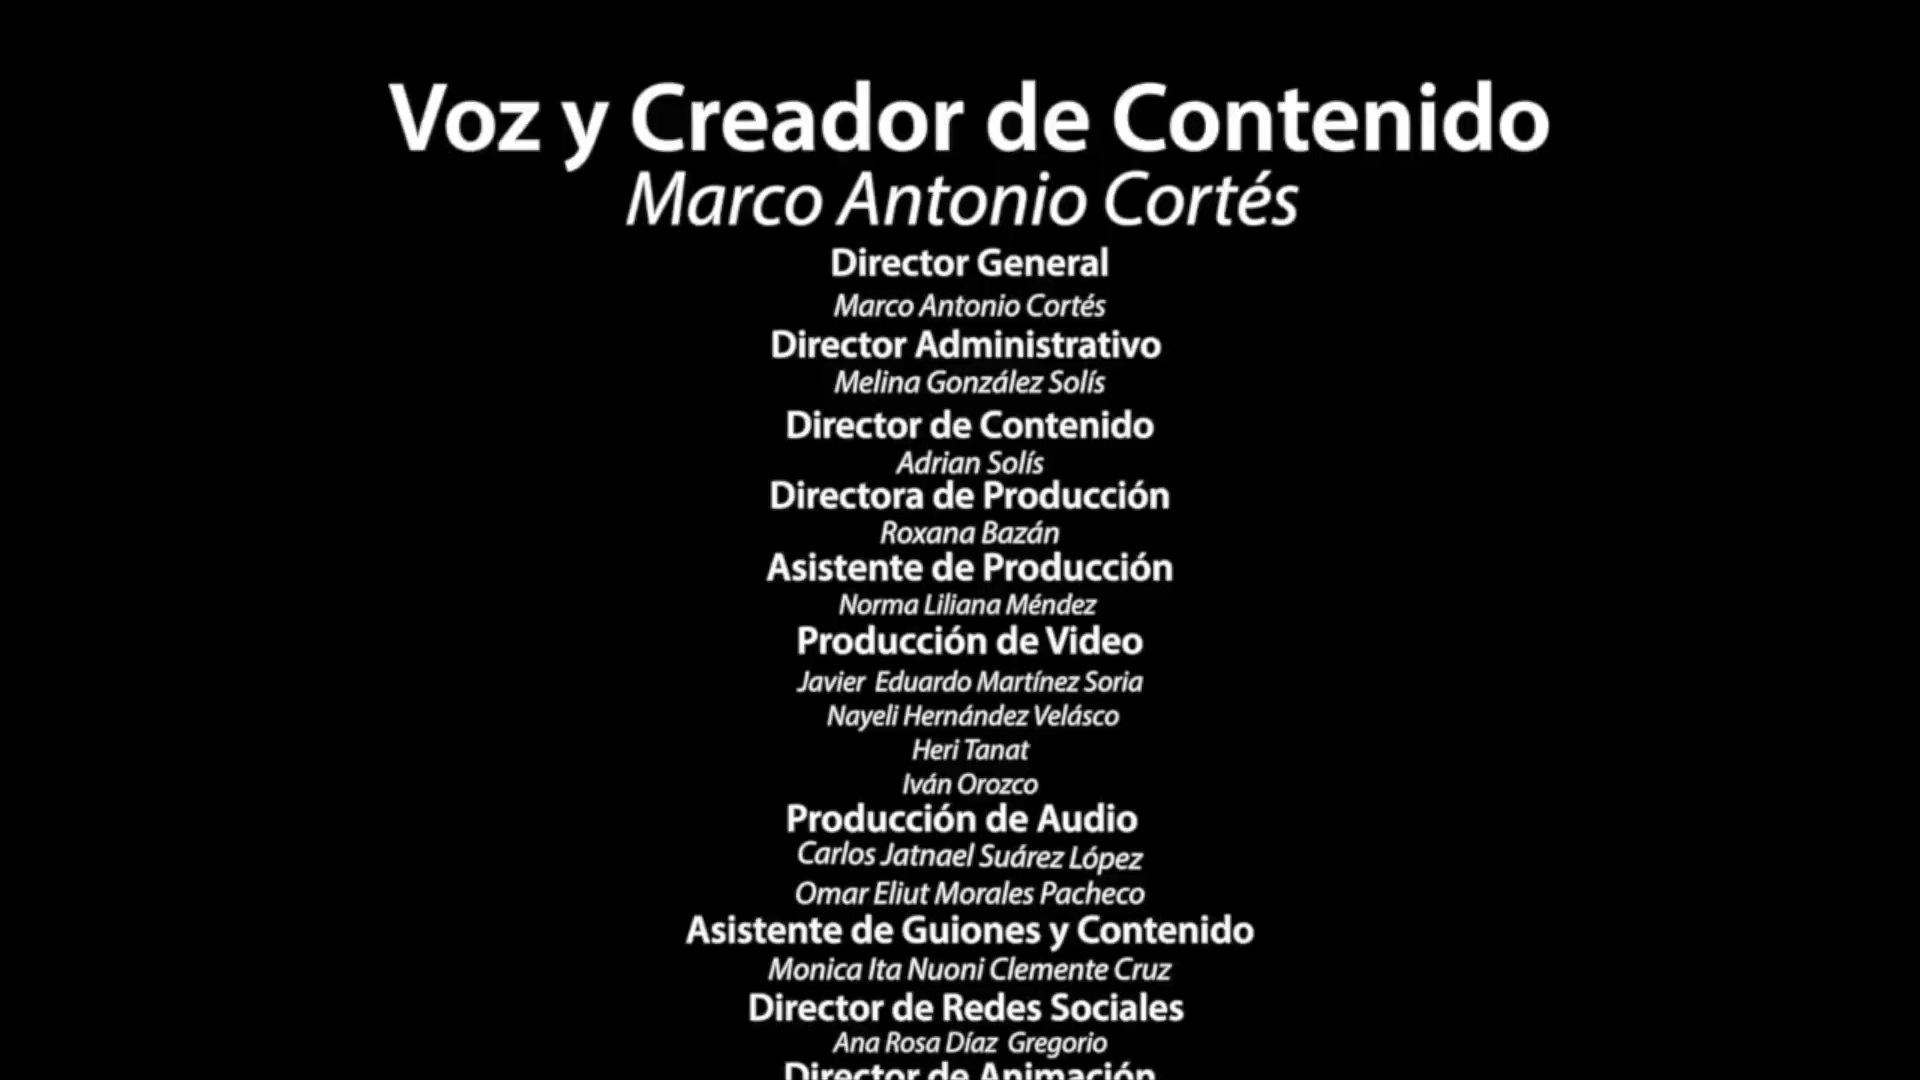 Voz y Creador de Contenido
Marco Antonio Cortés
Director General
Marco Antonio Cortés
Director Administrativo
Melina González Solís
Director de Contenido
Adrian Solís
Directora de Producción
Roxana Bazán
Asistente de Producción
Norma Liliana Méndez
Producción de Video
Javier Eduardo Martínez Soria
Nayeli Hernández Velásco
Heri Tanat
Iván Orozco
Producción de Audio
Carlos Jatnael Suárez López
Omar Eliut Morales Pacheco
Asistente de Guiones y Contenido
Monica Ita Nuoni Clemente Cruz
Director de Redes Sociales
Ana Rosa Díaz Gregorio
Director de Animación